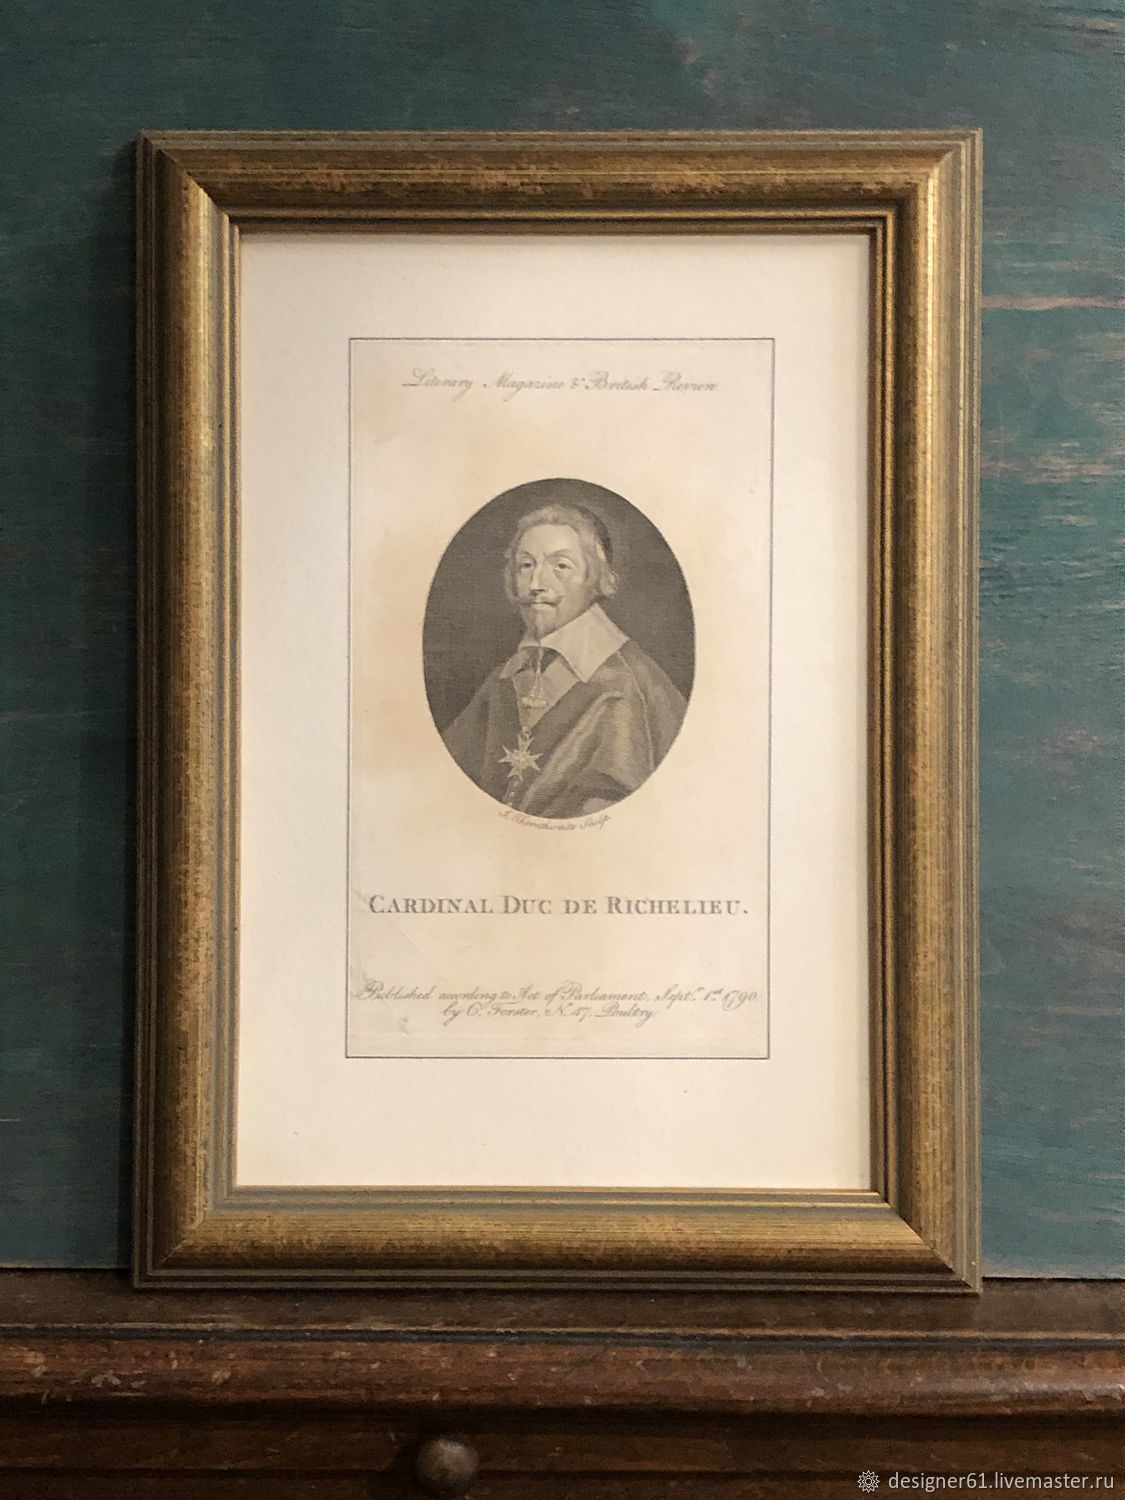 Literary Magazine & British Review
J. Thornthwaite Sculp.
CARDINAL DUC DE RICHELIEU.
Published according to Act of Parliament, Septr. 1st. 1790.
by C. Forster, No. 47, Poultry
designer61.livemaster.ru